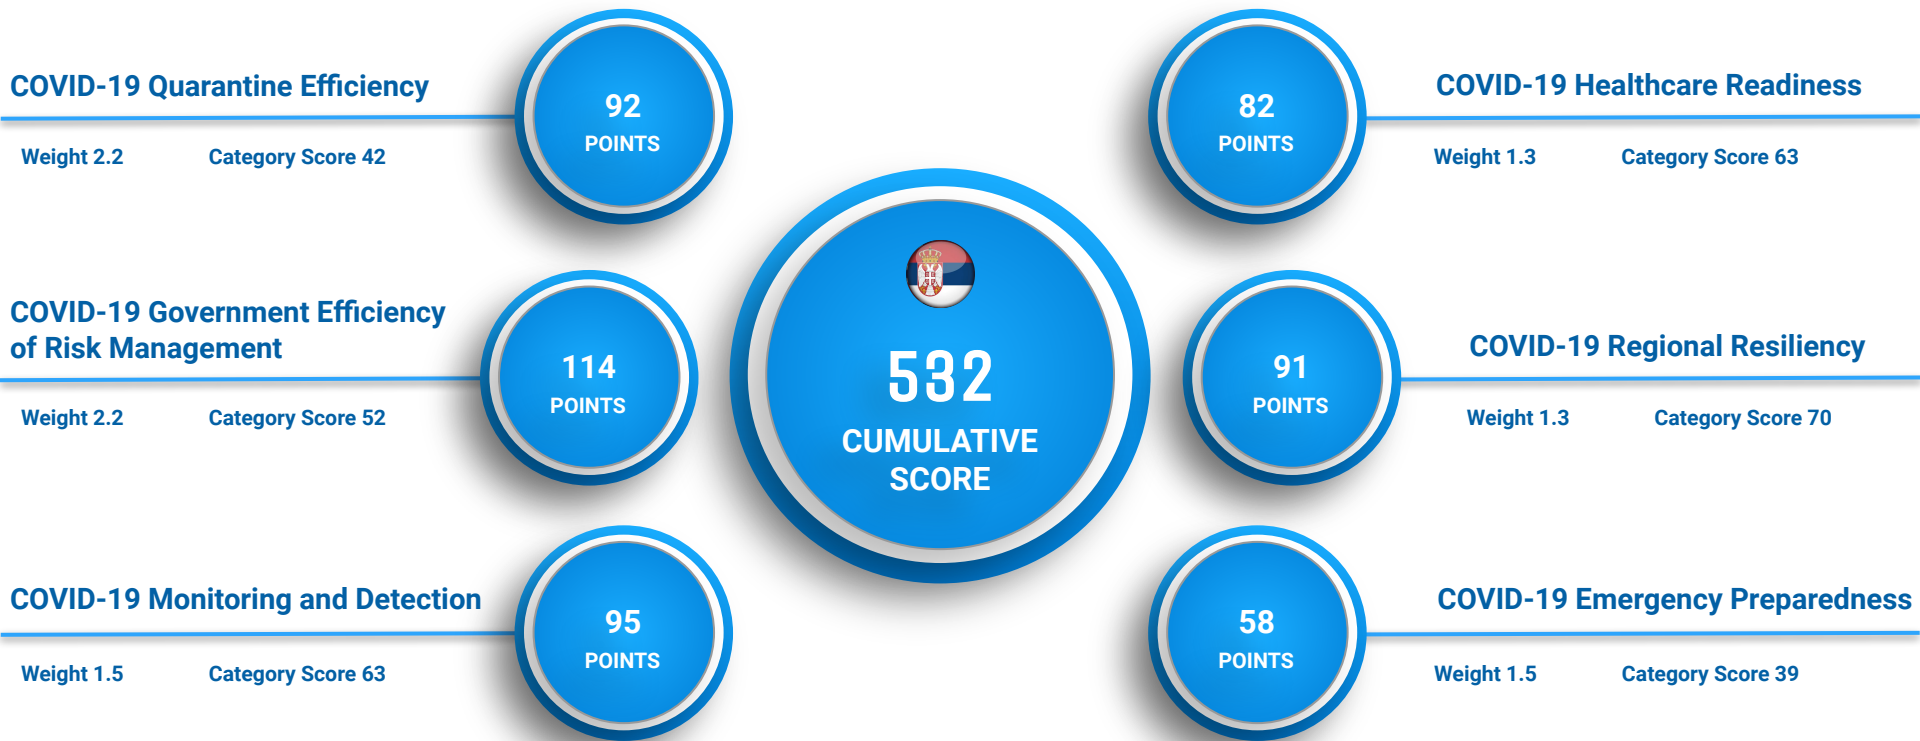 COVID-19 Quarantine Efficiency
Weight 2.2 Category Score 42
92
POINTS
COVID-19 Government Efficiency
of Risk Management
Weight 2.2 Category Score 52
114
POINTS
COVID-19 Monitoring and Detection
Weight 1.5 Category Score 63
95
POINTS
532
CUMULATIVE
SCORE
82
POINTS
COVID-19 Healthcare Readiness
Weight 1.3 Category Score 63
91
POINTS
COVID-19 Regional Resiliency
Weight 1.3 Category Score 70
58
POINTS
COVID-19 Emergency Preparedness
Weight 1.5 Category Score 39